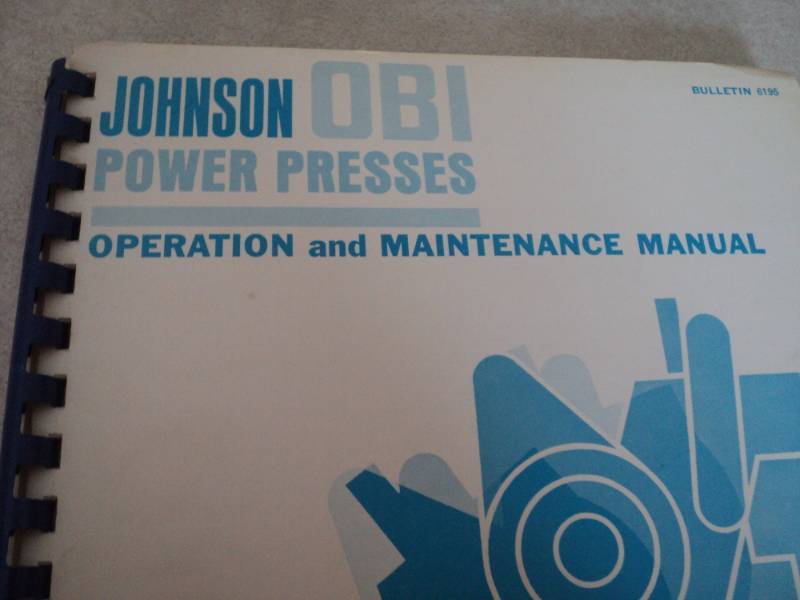 JOHNSON OBI
POWER PRESSES
OPERATION and MAINTENANCE MANUAL
BULLETIN 6195